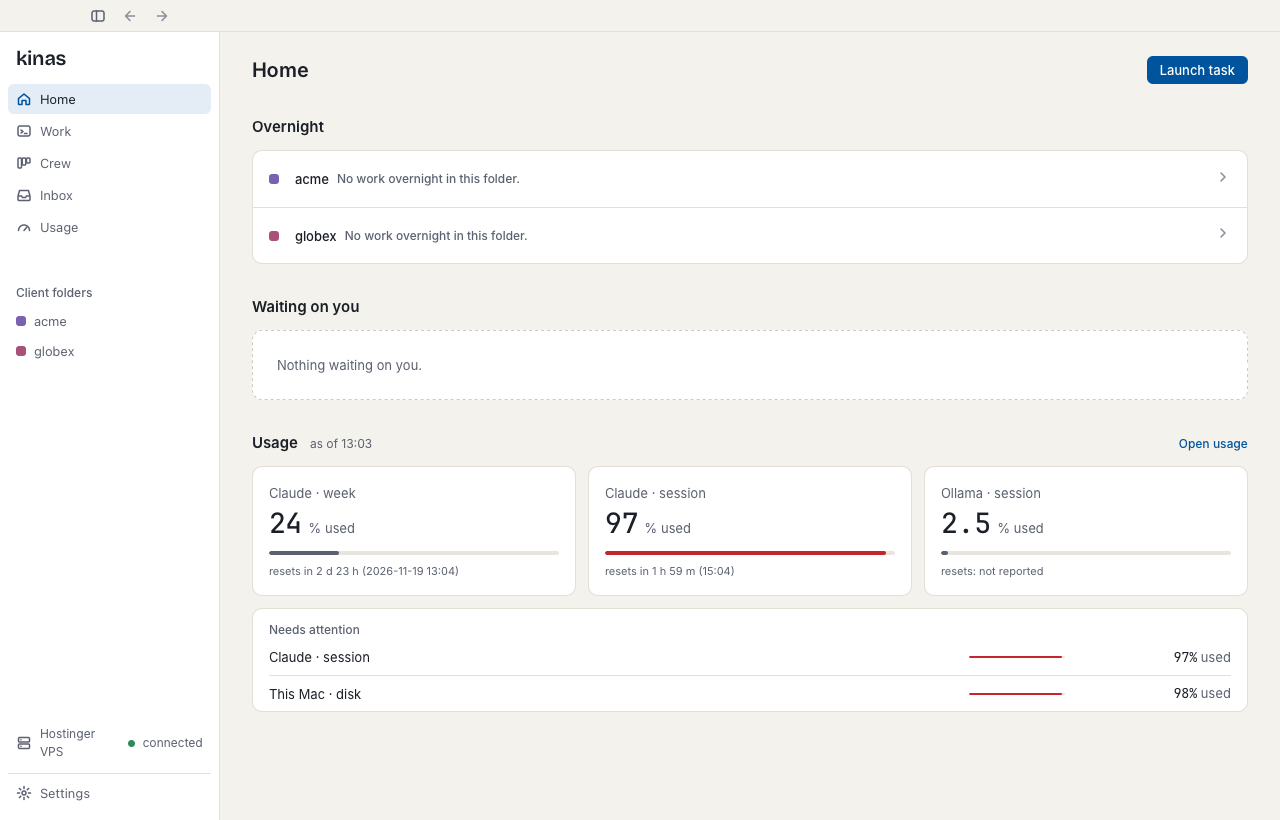 kinas
Home
Work
Crew
Inbox
Usage
Client folders
acme
globex
Hostinger
VPS
connected
Settings
Home
Launch task
Overnight
acme No work overnight in this folder.
globex No work overnight in this folder.
Waiting on you
Nothing waiting on you.
Usage as of 13:03
Open usage
Claude · week
24 % used
resets in 2 d 23 h (2026-11-19 13:04)
Claude · session
97 % used
resets in 1 h 59 m (15:04)
Ollama · session
2.5 % used
resets: not reported
Needs attention
Claude · session 97% used
This Mac · disk 98% used